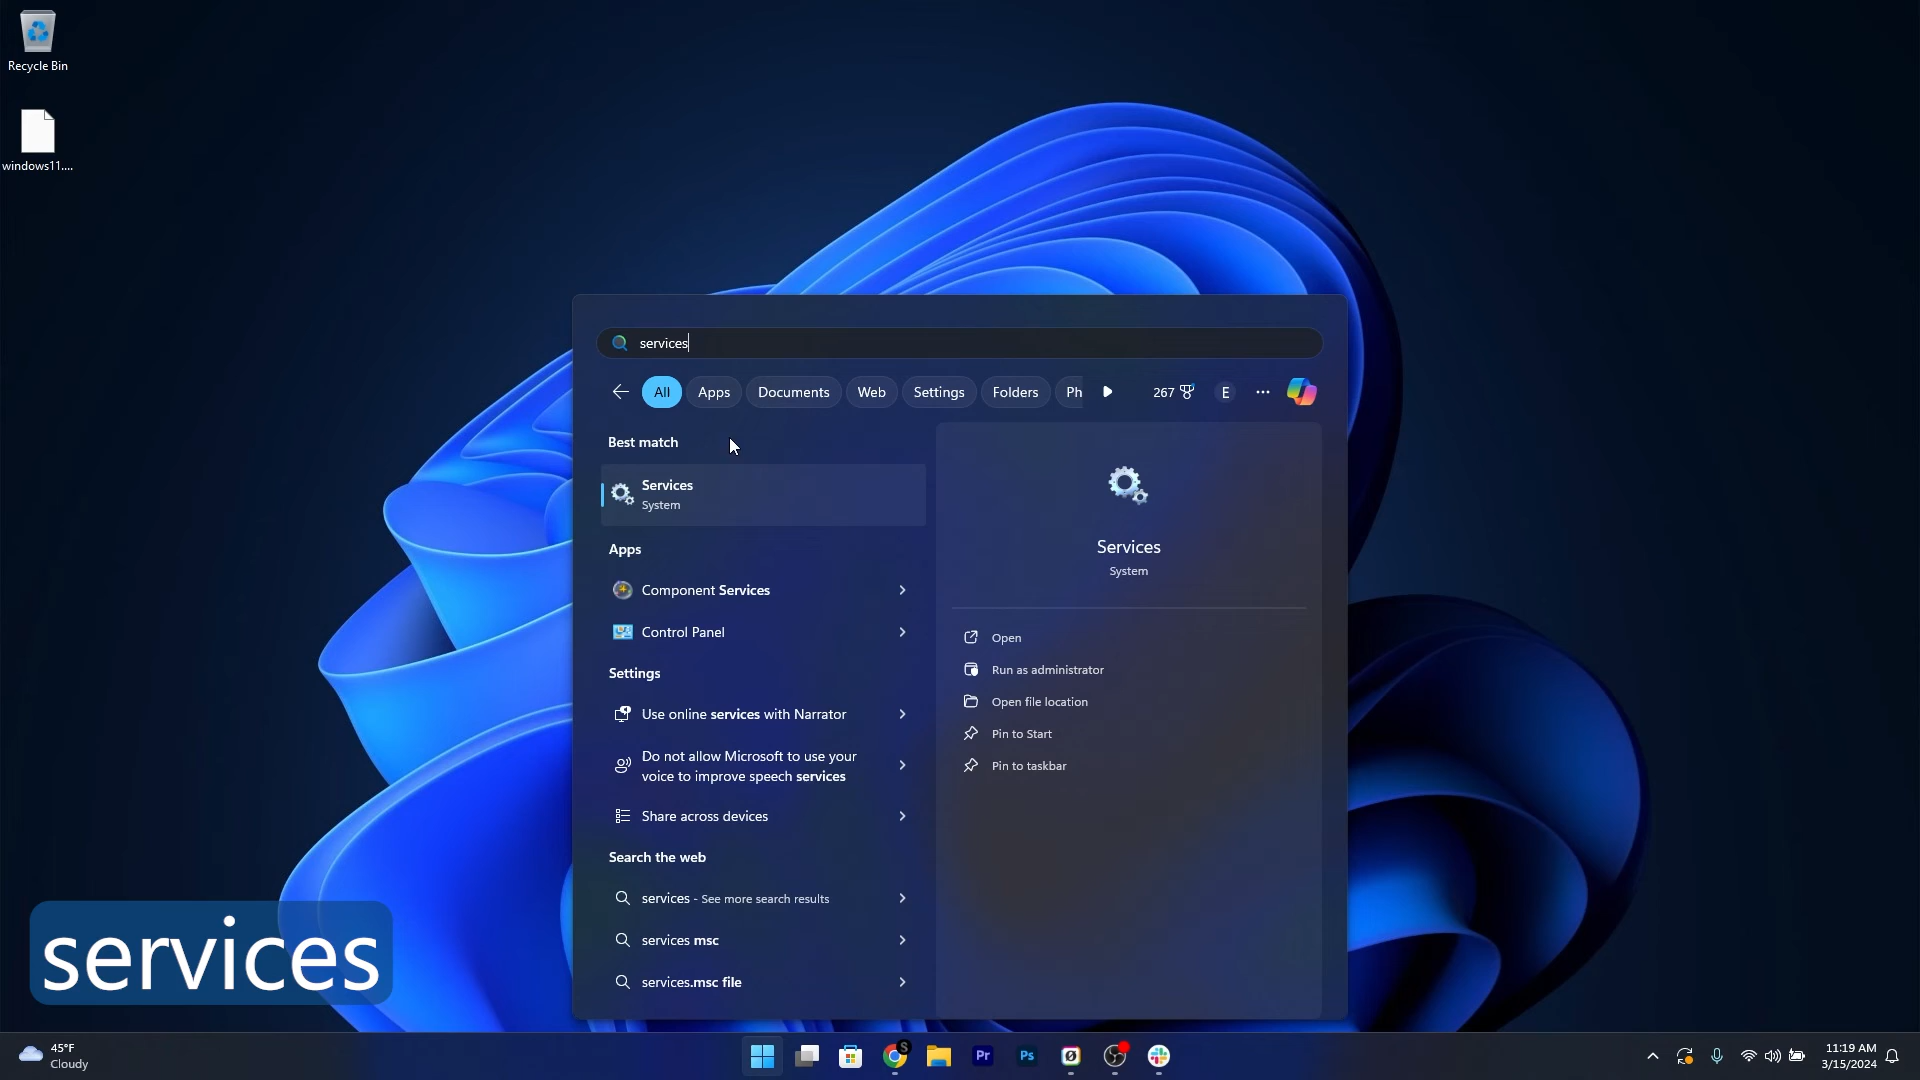 Recycle Bin
windows11....
services
All
Apps
Documents
Web
Settings
Folders
Ph
267
E
Best match
Services
System
Apps
Component Services
Control Panel
Settings
Use online services with Narrator
Do not allow Microsoft to use your
voice to improve speech services
Share across devices
Search the web
services - See more search results
services msc
services.msc file
Services
System
Open
Run as administrator
Open file location
Pin to Start
Pin to taskbar
services
45°F
Cloudy
S
Pr
Ps
11:19 AM
3/15/2024